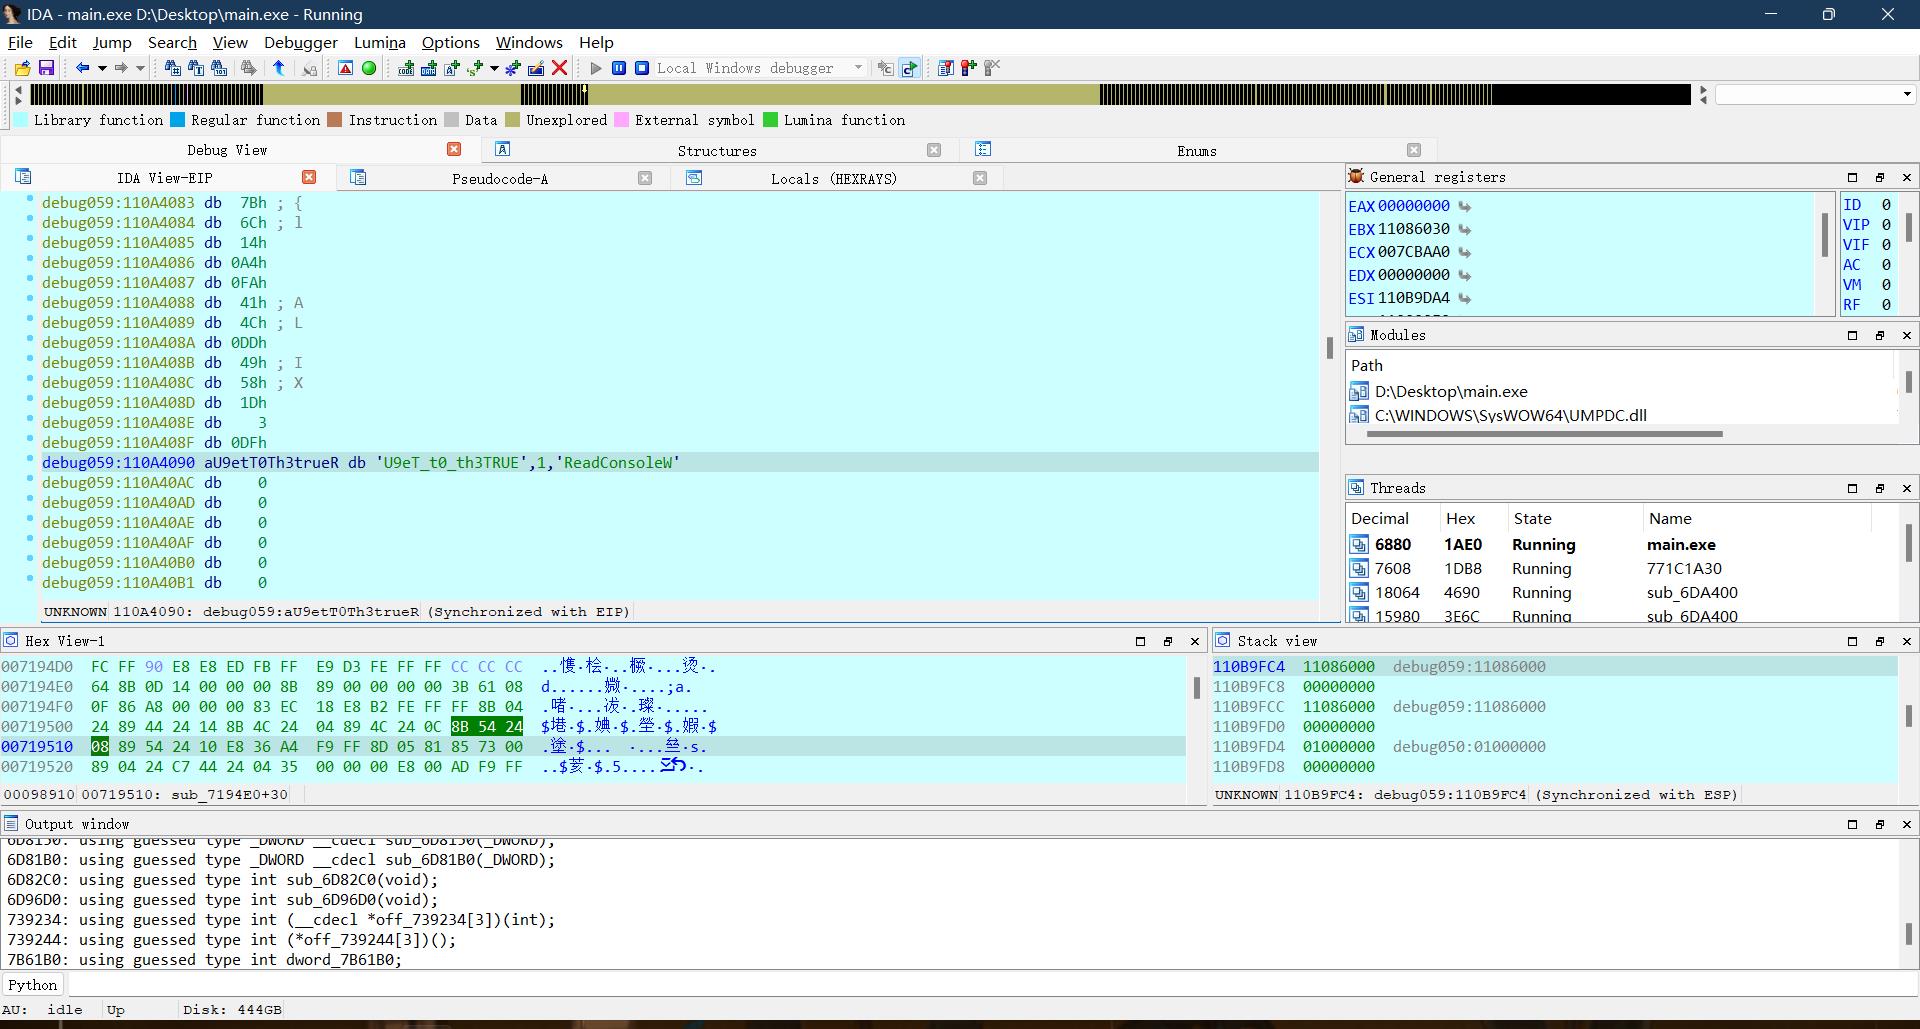 IDA - main.exe D:\Desktop\main.exe - Running
File Edit Jump Search View Debugger Lumina Options Windows Help
Local Windows debugger
Library function Regular function Instruction Data Unexplored External symbol Lumina function
Debug View Structures Enums
IDA View-EIP Pseudocode-A Locals (HEXRAYS)
debug059:110A4083 db 7Bh ; {
debug059:110A4084 db 6Ch ; l
debug059:110A4085 db 14h
debug059:110A4086 db 0A4h
debug059:110A4087 db 0FAh
debug059:110A4088 db 41h ; A
debug059:110A4089 db 4Ch ; L
debug059:110A408A db 0DDh
debug059:110A408B db 49h ; I
debug059:110A408C db 58h ; X
debug059:110A408D db 1Dh
debug059:110A408E db 3
debug059:110A408F db 0DFh
debug059:110A4090 aU9etT0Th3trueR db 'U9eT_t0_th3TRUE',1,'ReadConsoleW'
debug059:110A40AC db 0
debug059:110A40AD db 0
debug059:110A40AE db 0
debug059:110A40AF db 0
debug059:110A40B0 db 0
debug059:110A40B1 db 0
UNKNOWN 110A4090: debug059:aU9etT0Th3trueR (Synchronized with EIP)
General registers
EAX 00000000
EBX 11086030
ECX 007CBAA0
EDX 00000000
ESI 110B9DA4
ID 0
VIP 0
VIF 0
AC 0
VM 0
RF 0
Modules
Path
D:\Desktop\main.exe
C:\WINDOWS\SysWOW64\UMPDC.dll
Threads
Decimal Hex State Name
6880 1AE0 Running main.exe
7608 1DB8 Running 771C1A30
18064 4690 Running sub_6DA400
15980 3E6C Running sub_6DA400
Hex View-1
007194D0 FC FF 90 E8 E8 ED FB FF E9 D3 FE FF FF CC CC CC
007194E0 64 8B 0D 14 00 00 00 8B 89 00 00 00 00 3B 61 08
007194F0 0F 86 A8 00 00 00 83 EC 18 E8 B2 FE FF FF 8B 04
00719500 24 89 44 24 14 8B 4C 24 04 89 4C 24 0C 8B 54 24
00719510 08 89 54 24 10 E8 36 A4 F9 FF 8D 05 81 85 73 00
00719520 89 04 24 C7 44 24 04 35 00 00 00 E8 00 AD F9 FF
00098910 00719510: sub_7194E0+30
Stack view
110B9FC4 11086000 debug059:11086000
110B9FC8 00000000
110B9FCC 11086000 debug059:11086000
110B9FD0 00000000
110B9FD4 01000000 debug050:01000000
110B9FD8 00000000
UNKNOWN 110B9FC4: debug059:110B9FC4 (Synchronized with ESP)
Output window
6D8150: using guessed type _DWORD __cdecl sub_6D8150(_DWORD);
6D81B0: using guessed type _DWORD __cdecl sub_6D81B0(_DWORD);
6D82C0: using guessed type int sub_6D82C0(void);
6D96D0: using guessed type int sub_6D96D0(void);
739234: using guessed type int (__cdecl *off_739234[3])(int);
739244: using guessed type int (*off_739244[3])();
7B61B0: using guessed type int dword_7B61B0;
Python
AU: idle Up Disk: 444GB